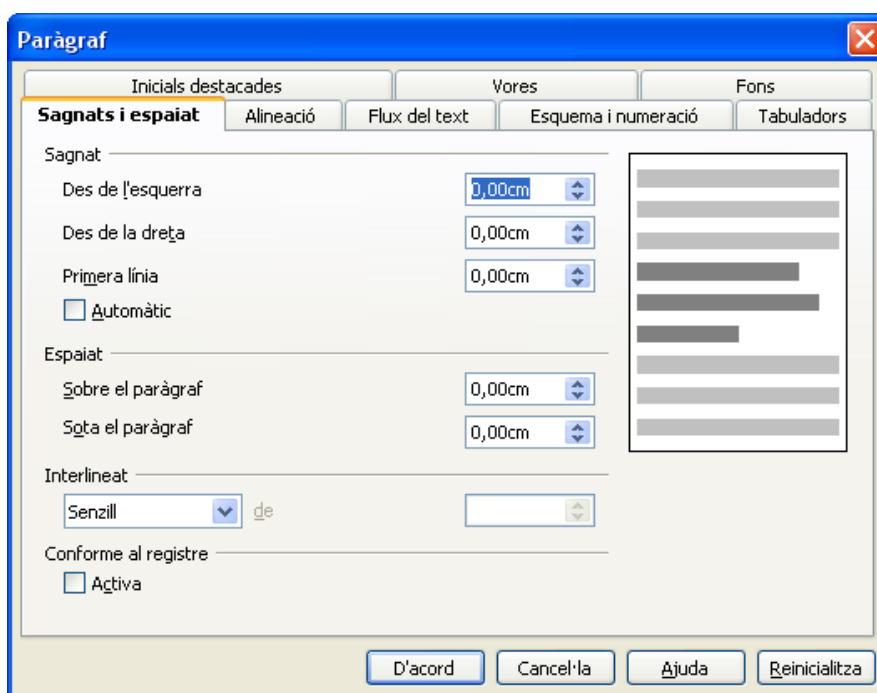 Paràgraf
Inicials destacades Vores Fons
Sagnats i espaiat Alineació Flux del text Esquema i numeració Tabuladors
Sagnat
Des de l'esquerra 0,00cm
Des de la dreta 0,00cm
Primera línia 0,00cm
Automàtic
Espaiat
Sobre el paràgraf 0,00cm
Sota el paràgraf 0,00cm
Interlineat
Senzill de
Conforme al registre
Activa
D'acord Cancel·la Ajuda Reinicialitza